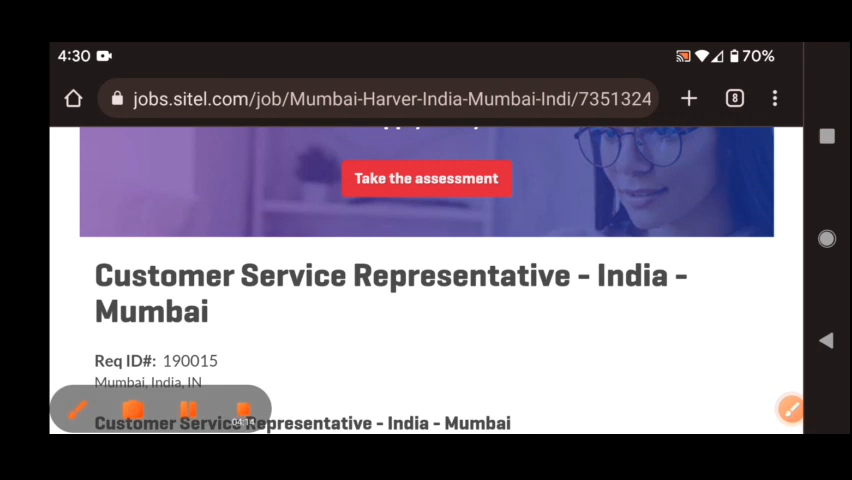 4:30
70%
jobs.sitel.com/job/Mumbai-Harver-India-Mumbai-Indi/7351324
8
Take the assessment
Customer Service Representative - India -
Mumbai
Req ID#: 190015
Mumbai, India, IN
Customer Service Representative - India - Mumbai